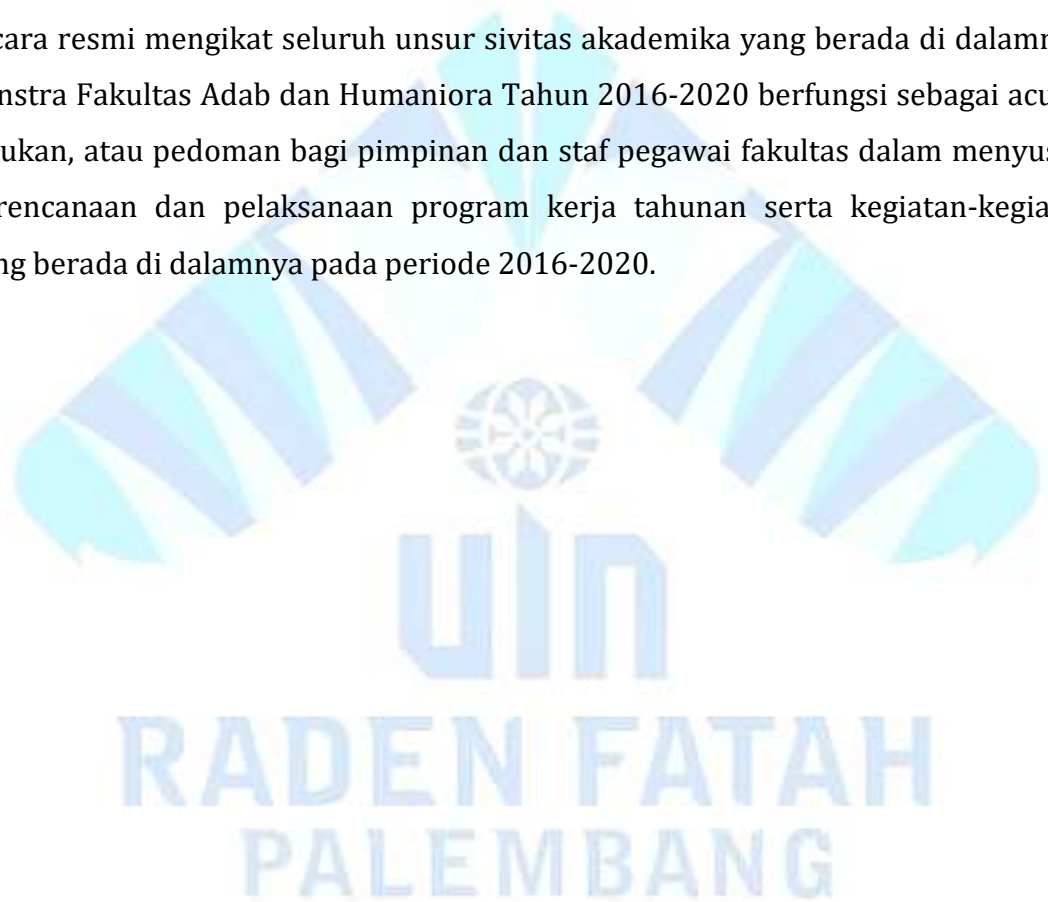 cara resmi mengikat seluruh unsur sivitas akademika yang berada di dalamn
nstra Fakultas Adab dan Humaniora Tahun 2016-2020 berfungsi sebagai acu
ukan, atau pedoman bagi pimpinan dan staf pegawai fakultas dalam menyus
rencanaan dan pelaksanaan program kerja tahunan serta kegiatan-kegia
ng berada di dalamnya pada periode 2016-2020.
uin
RADEN FATAH
PALEMBANG